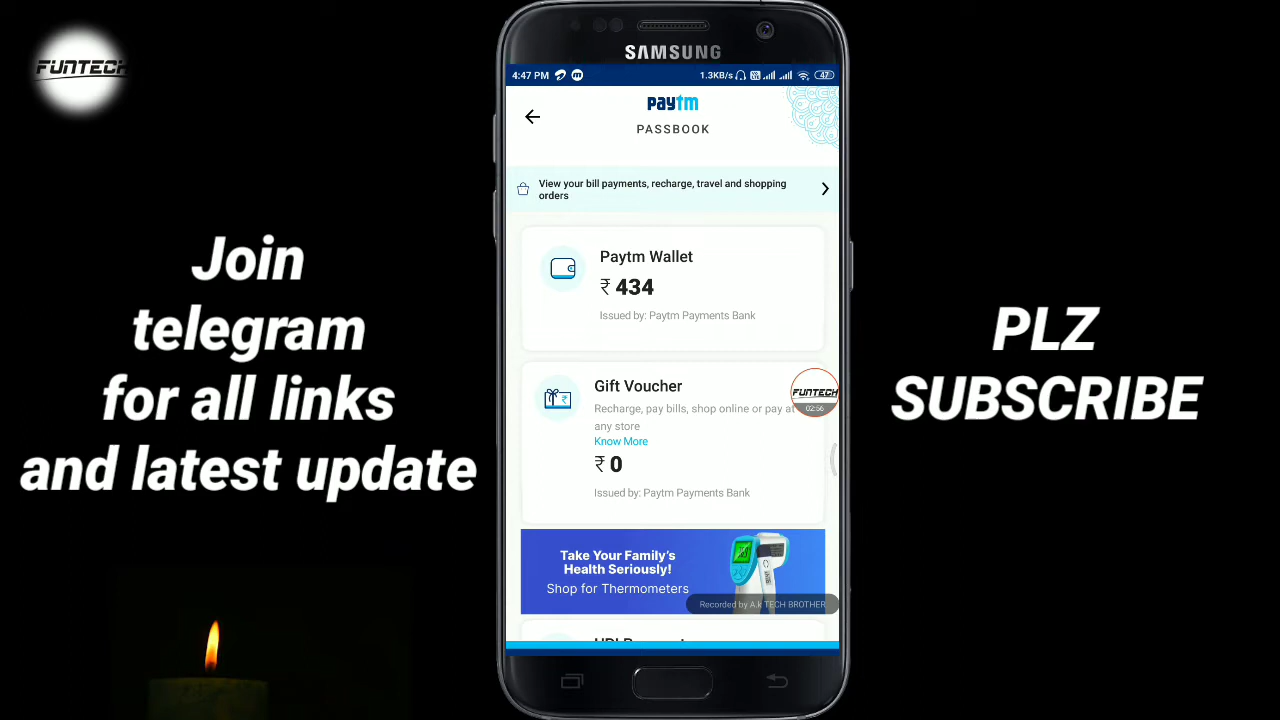 FUNTECH
Join
telegram
for all links
and latest update
SAMSUNG
4:47 PM
1.3KB/s
47
paytm
PASSBOOK
View your bill payments, recharge, travel and shopping
orders
Paytm Wallet
₹ 434
Issued by: Paytm Payments Bank
Gift Voucher
Recharge, pay bills, shop online or pay at
any store
Know More
₹ 0
Issued by: Paytm Payments Bank
FUNTECH
02:56
Take Your Family's
Health Seriously!
Shop for Thermometers
Recorded by A.k TECH BROTHER
PLZ
SUBSCRIBE